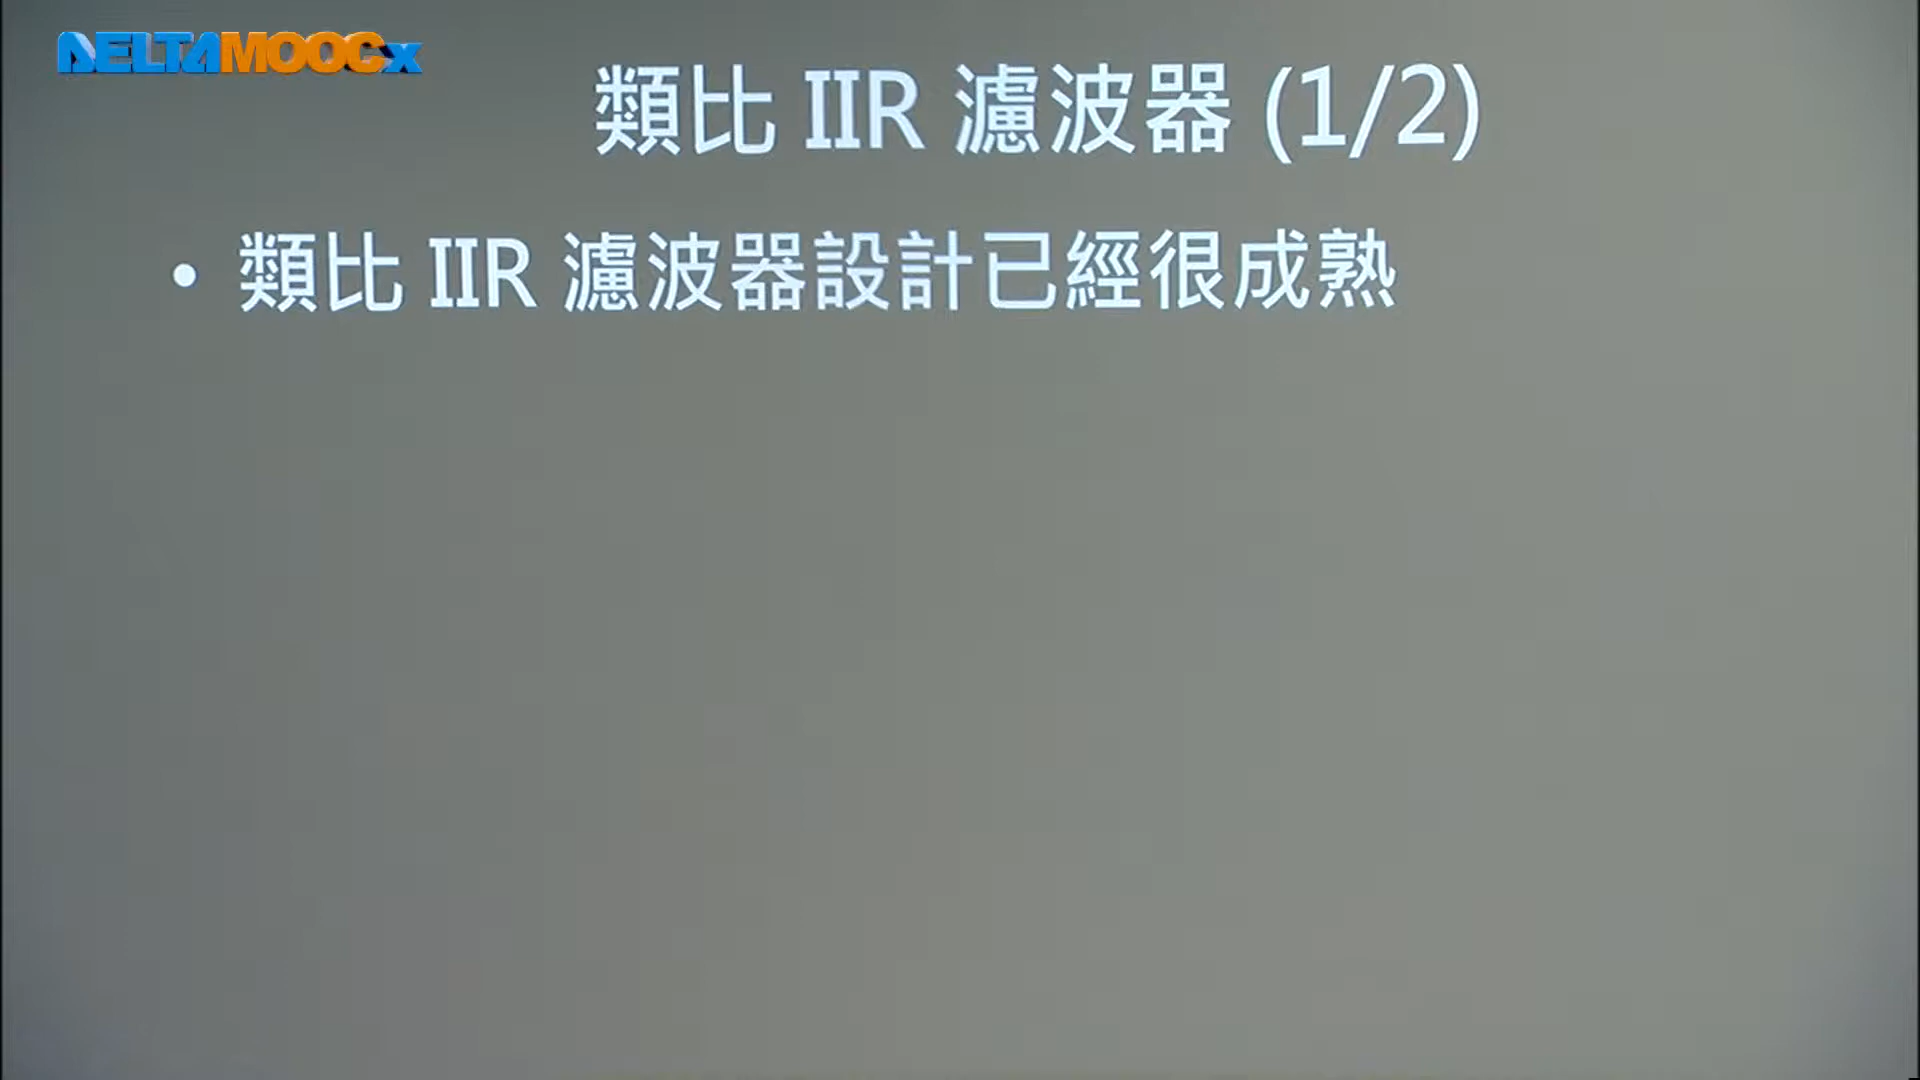 DELTAMOOCx
類比 IIR 濾波器 (1/2)
• 類比 IIR 濾波器設計已經很成熟